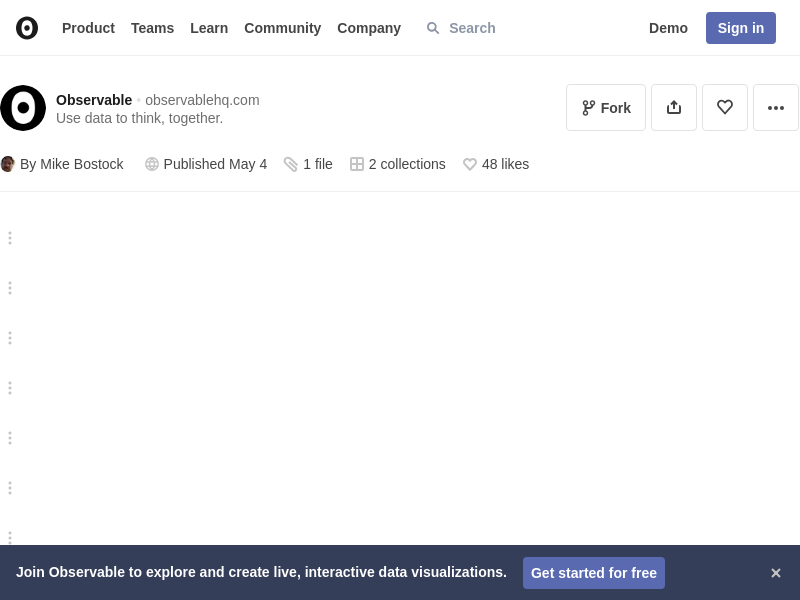 Product Teams Learn Community Company Search Demo Sign in
Observable · observablehq.com
Use data to think, together.
Fork
By Mike Bostock Published May 4 1 file 2 collections 48 likes
Join Observable to explore and create live, interactive data visualizations. Get started for free